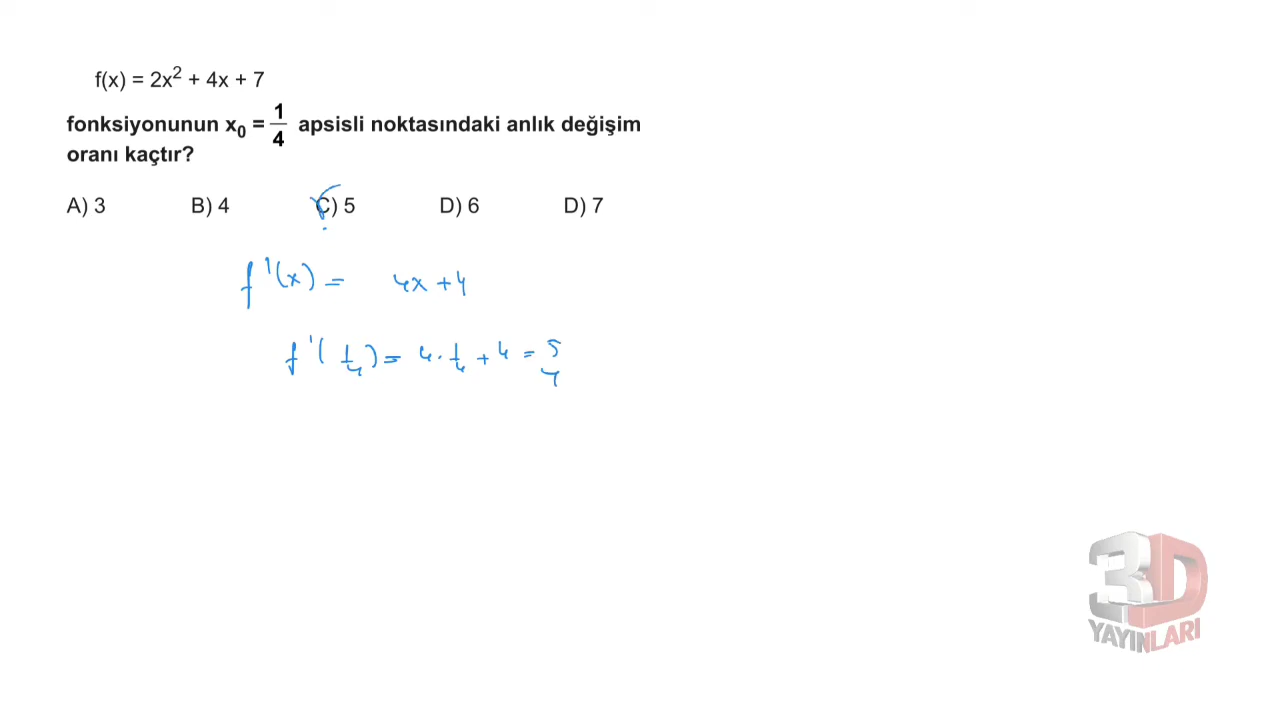 f(x) = 2x² + 4x + 7
fonksiyonunun x₀ = 1/4 apsisli noktasındaki anlık değişim
oranı kaçtır?
A) 3 B) 4 C) 5 D) 6 D) 7
f'(x) = 4x + 4
f'(1/4) = 4 · 1/4 + 4 = 5
3D
YAYINLARI